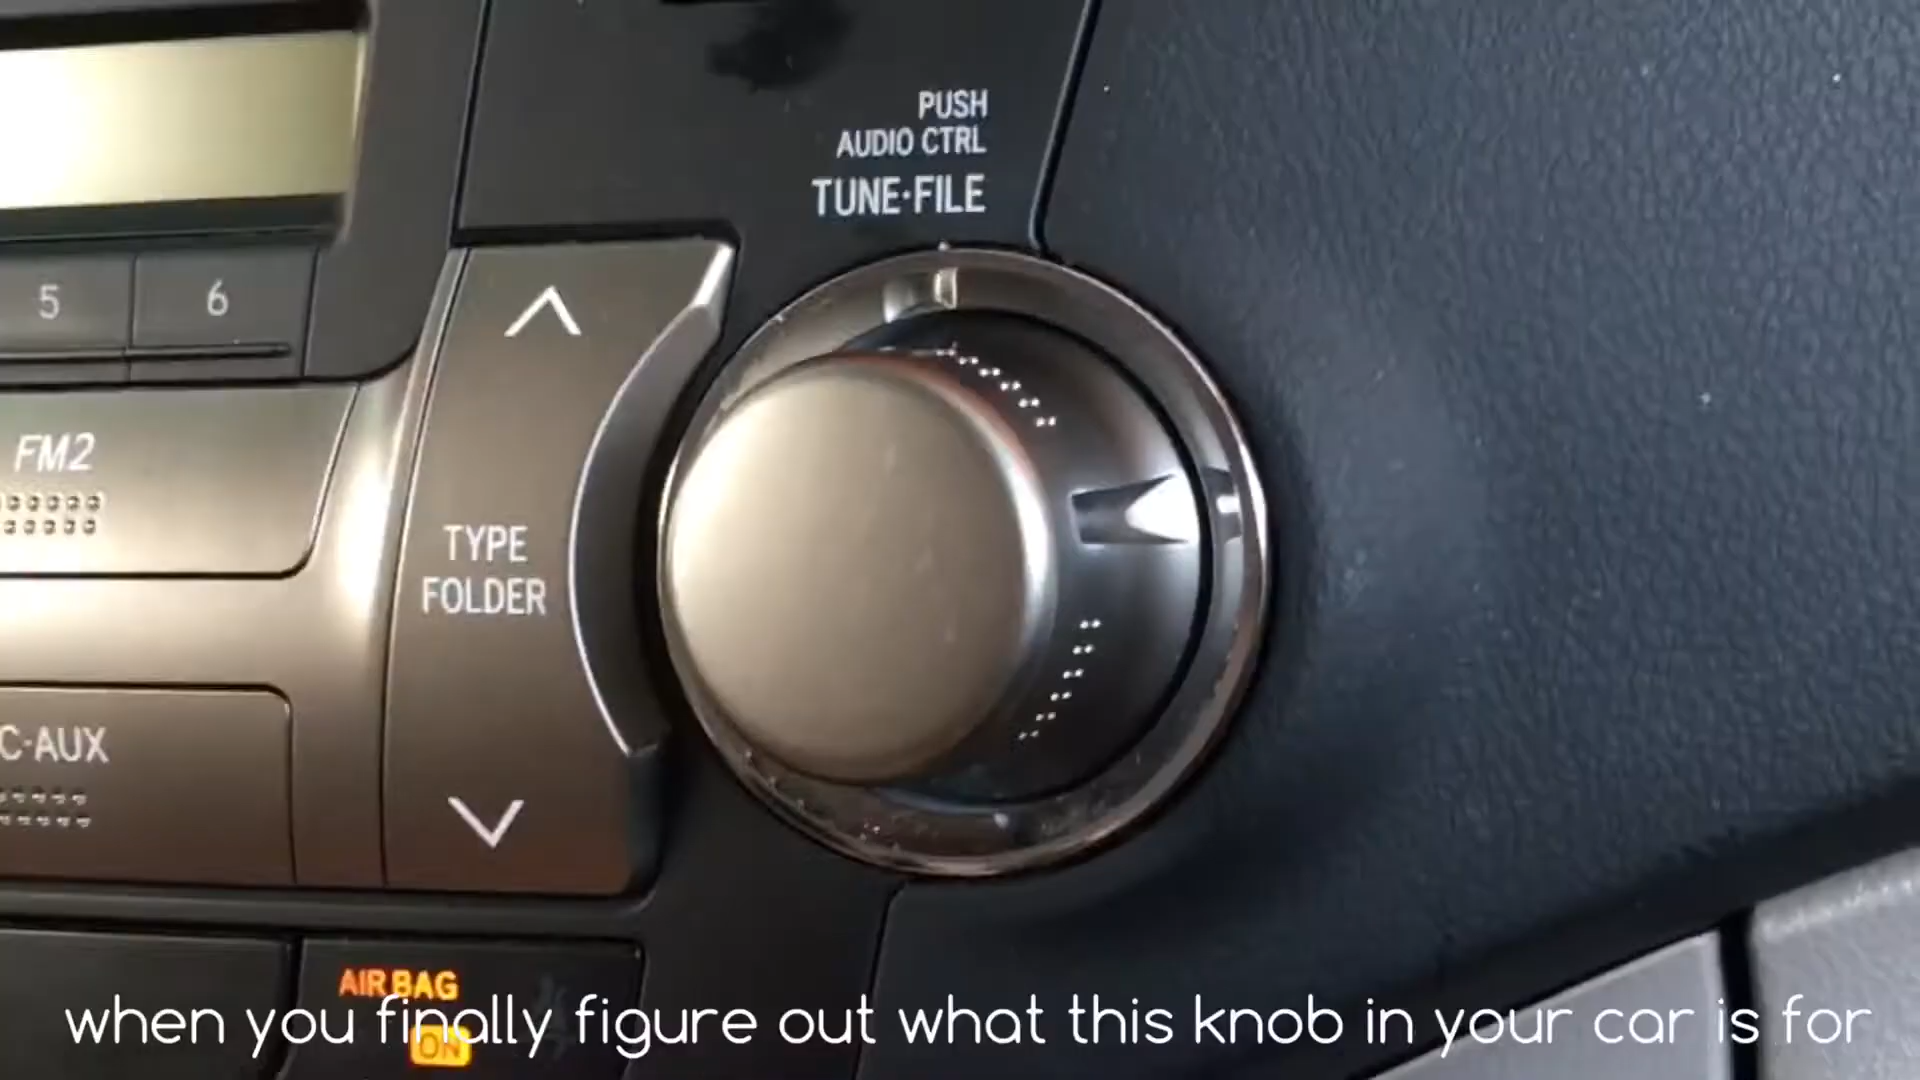 PUSH
AUDIO CTRL
TUNE·FILE
5 6
FM2
TYPE
FOLDER
C·AUX
AIRBAG
ON
when you finally figure out what this knob in your car is for